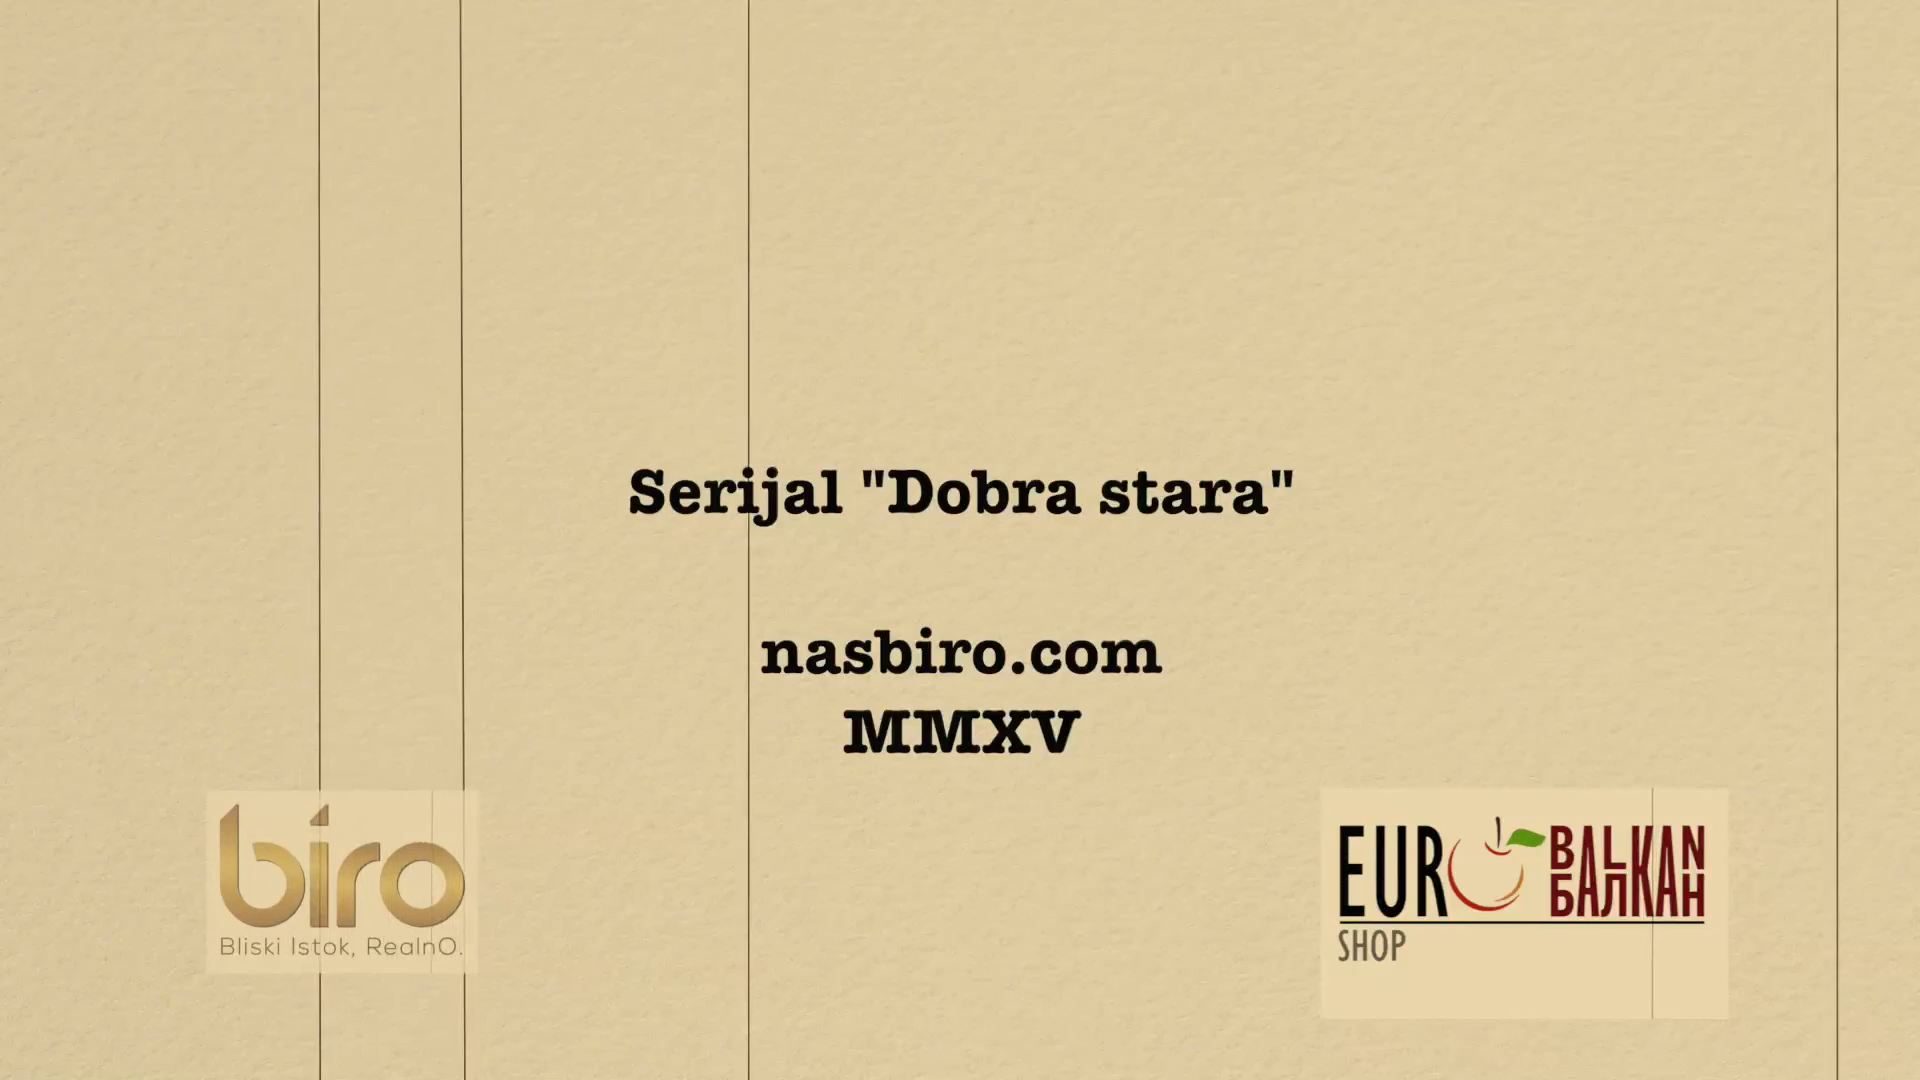 Serijal "Dobra stara"
nasbiro.com
MMXV
biro
Bliski Istok, RealnO.
EURO BALKAN
БАЛКАН
SHOP